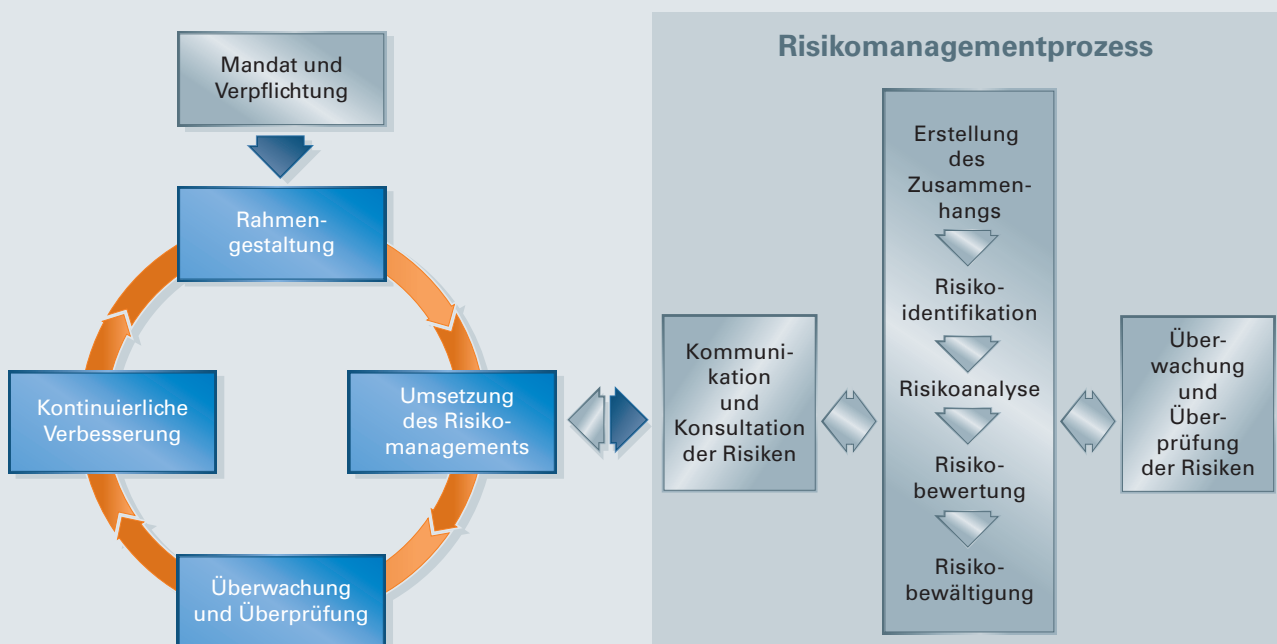 Mandat und
Verpflichtung
Rahmen-
gestaltung
Umsetzung
des Risiko-
managements
Überwachung
und Überprüfung
Kontinuierliche
Verbesserung
Risikomanagementprozess
Kommuni-
kation
und
Konsultation
der Risiken
Erstellung
des
Zusammen-
hangs
Risiko-
identifikation
Risikoanalyse
Risiko-
bewertung
Risiko-
bewältigung
Über-
wachung
und
Über-
prüfung
der Risiken